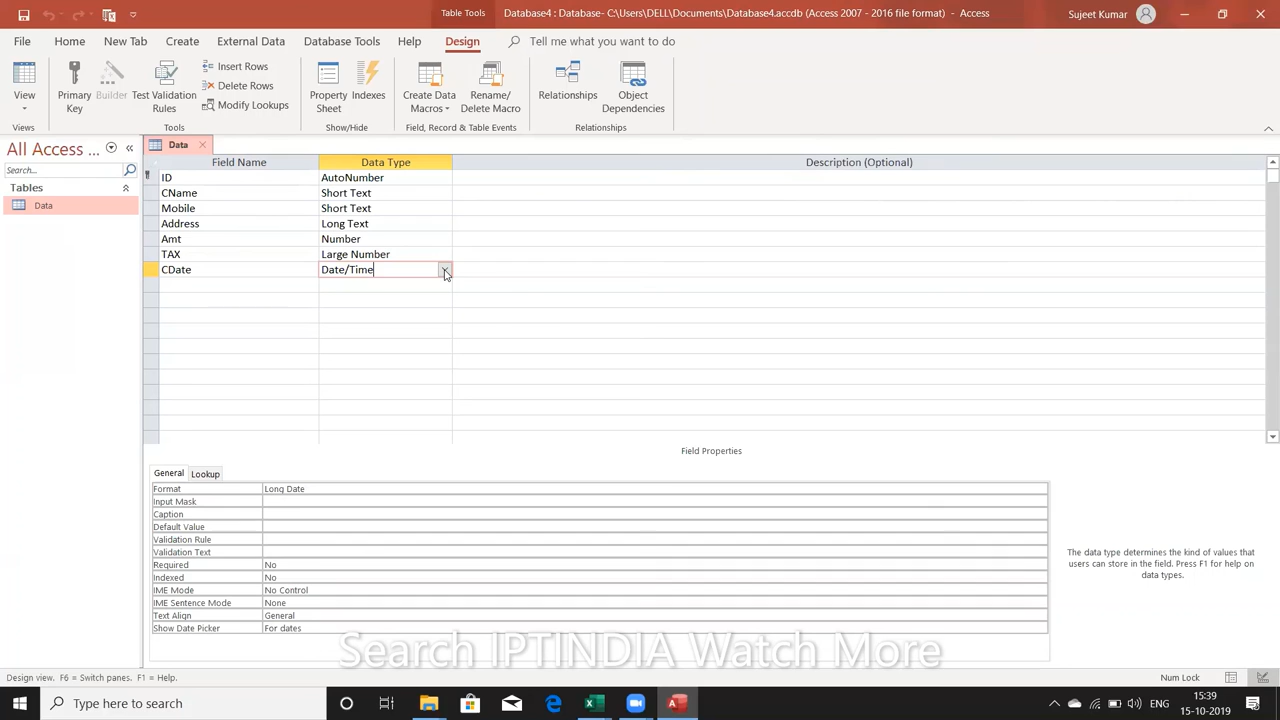 Table Tools
Database4 : Database- C:\Users\DELL\Documents\Database4.accdb (Access 2007 - 2016 file format) - Access
Sujeet Kumar
File Home New Tab Create External Data Database Tools Help Design Tell me what you want to do
View
Primary Key
Builder
Test Validation Rules
Insert Rows
Delete Rows
Modify Lookups
Property Sheet
Indexes
Create Data Macros
Rename/ Delete Macro
Relationships
Object Dependencies
Views Tools Show/Hide Field, Record & Table Events Relationships
All Access ...
Search...
Tables
Data
Data
Field Name Data Type Description (Optional)
ID AutoNumber
CName Short Text
Mobile Short Text
Address Long Text
Amt Number
TAX Large Number
CDate Date/Time
Field Properties
General Lookup
Format Long Date
Input Mask
Caption
Default Value
Validation Rule
Validation Text
Required No
Indexed No
IME Mode No Control
IME Sentence Mode None
Text Align General
Show Date Picker For dates
The data type determines the kind of values that
users can store in the field. Press F1 for help on
data types.
Search IPTINDIA Watch More
Design view. F6 = Switch panes. F1 = Help.
Num Lock
Type here to search
15:39
15-10-2019